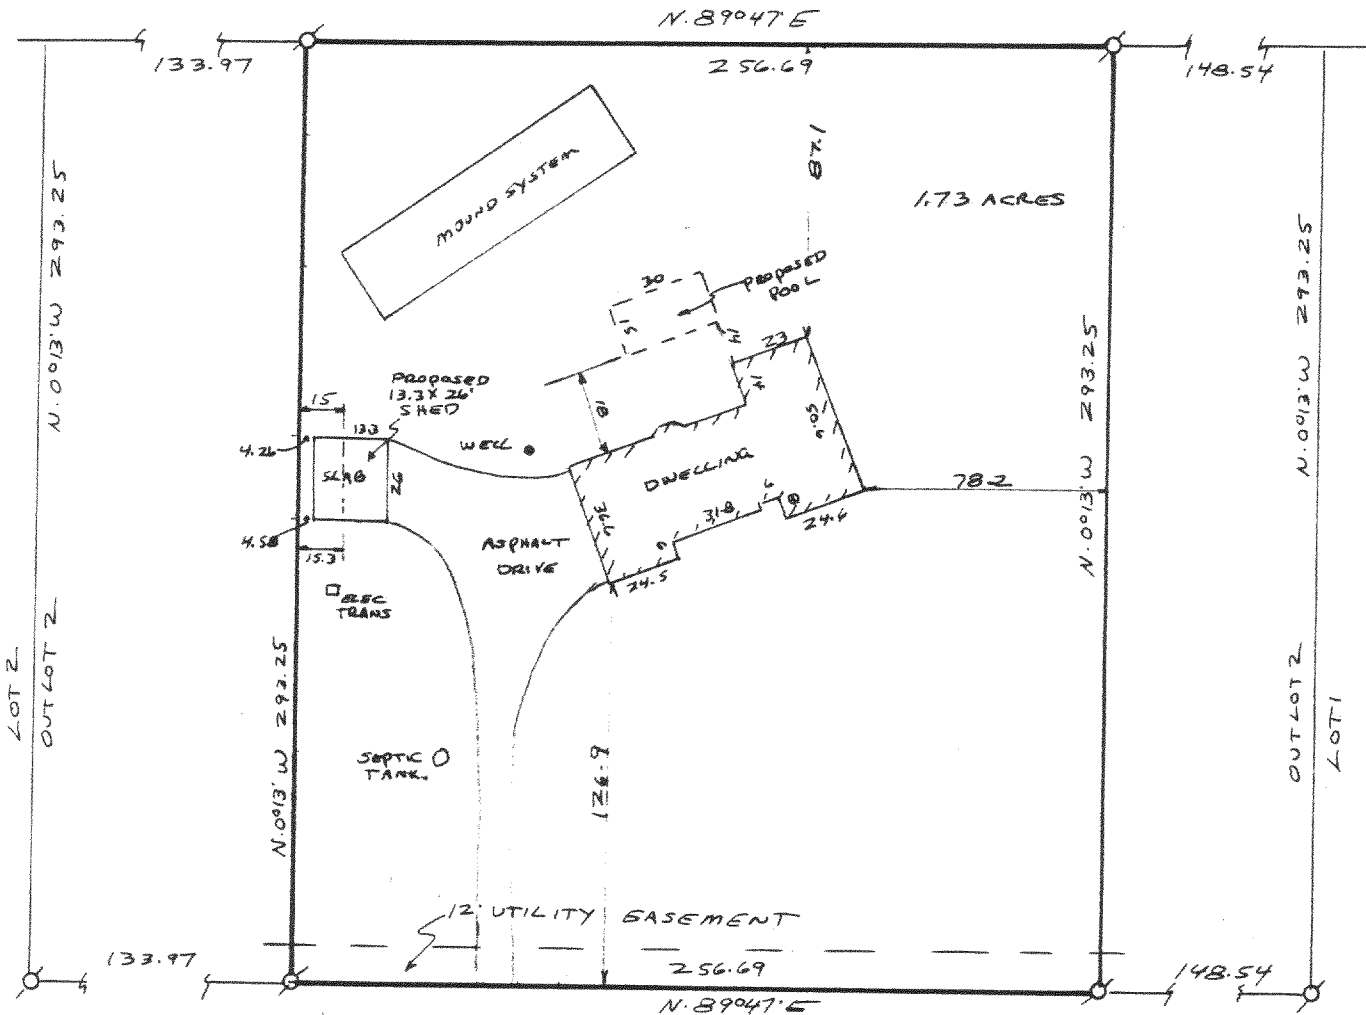 N. 89°47' E
133.97
256.69
148.54
87.1
1.73 ACRES
MOUND SYSTEM
N. 0°13' W 293.25
N. 0°13' W 293.25
N. 0°13' W 293.25
30
PROPOSED
POOL
15
14
23
14
PROPOSED
13.3 X 26'
SHED
15
13.3
18
4.26
WELL
SLAB
26
DWELLING
78.2
36.6
31.8
6
24.6
4.58
15.3
ASPHALT
DRIVE
24.5
ELEC
TRANS
N. 0°13' W 293.25
LOT 2
OUTLOT 2
OUTLOT 2
LOT 1
SEPTIC
TANK.
126.9
12' UTILITY EASEMENT
133.97
256.69
148.54
N. 89°47' E